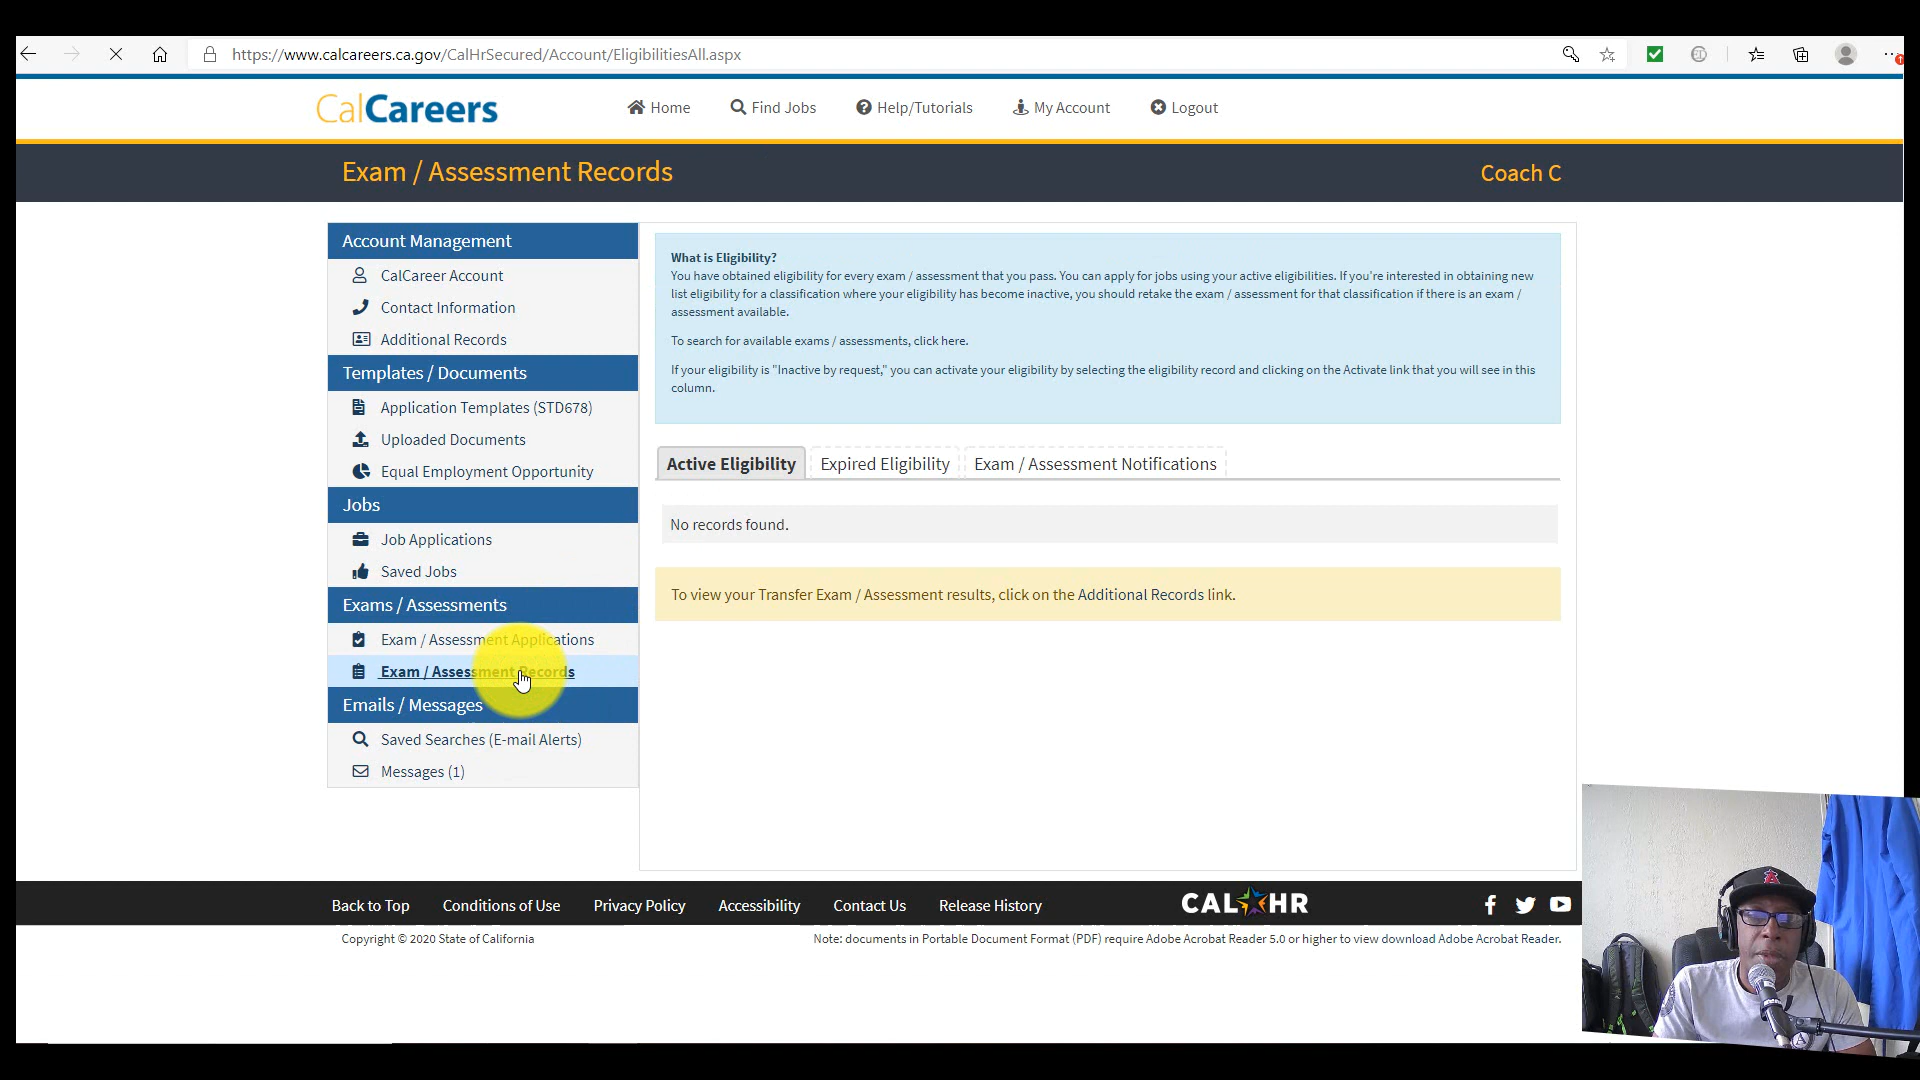 https://www.calcareers.ca.gov/CalHrSecured/Account/EligibilitiesAll.aspx
CalCareers
Home
Find Jobs
Help/Tutorials
My Account
Logout
Exam / Assessment Records
Coach C
Account Management
CalCareer Account
Contact Information
Additional Records
Templates / Documents
Application Templates (STD678)
Uploaded Documents
Equal Employment Opportunity
Jobs
Job Applications
Saved Jobs
Exams / Assessments
Exam / Assessment Applications
Exam / Assessment Records
Emails / Messages
Saved Searches (E-mail Alerts)
Messages (1)
What is Eligibility?
You have obtained eligibility for every exam / assessment that you pass. You can apply for jobs using your active eligibilities. If you're interested in obtaining new
list eligibility for a classification where your eligibility has become inactive, you should retake the exam / assessment for that classification if there is an exam /
assessment available.
To search for available exams / assessments, click here.
If your eligibility is "Inactive by request," you can activate your eligibility by selecting the eligibility record and clicking on the Activate link that you will see in this
column.
Active Eligibility
Expired Eligibility
Exam / Assessment Notifications
No records found.
To view your Transfer Exam / Assessment results, click on the Additional Records link.
Back to Top
Conditions of Use
Privacy Policy
Accessibility
Contact Us
Release History
CAL HR
Copyright © 2020 State of California
Note: documents in Portable Document Format (PDF) require Adobe Acrobat Reader 5.0 or higher to view download Adobe Acrobat Reader.
A